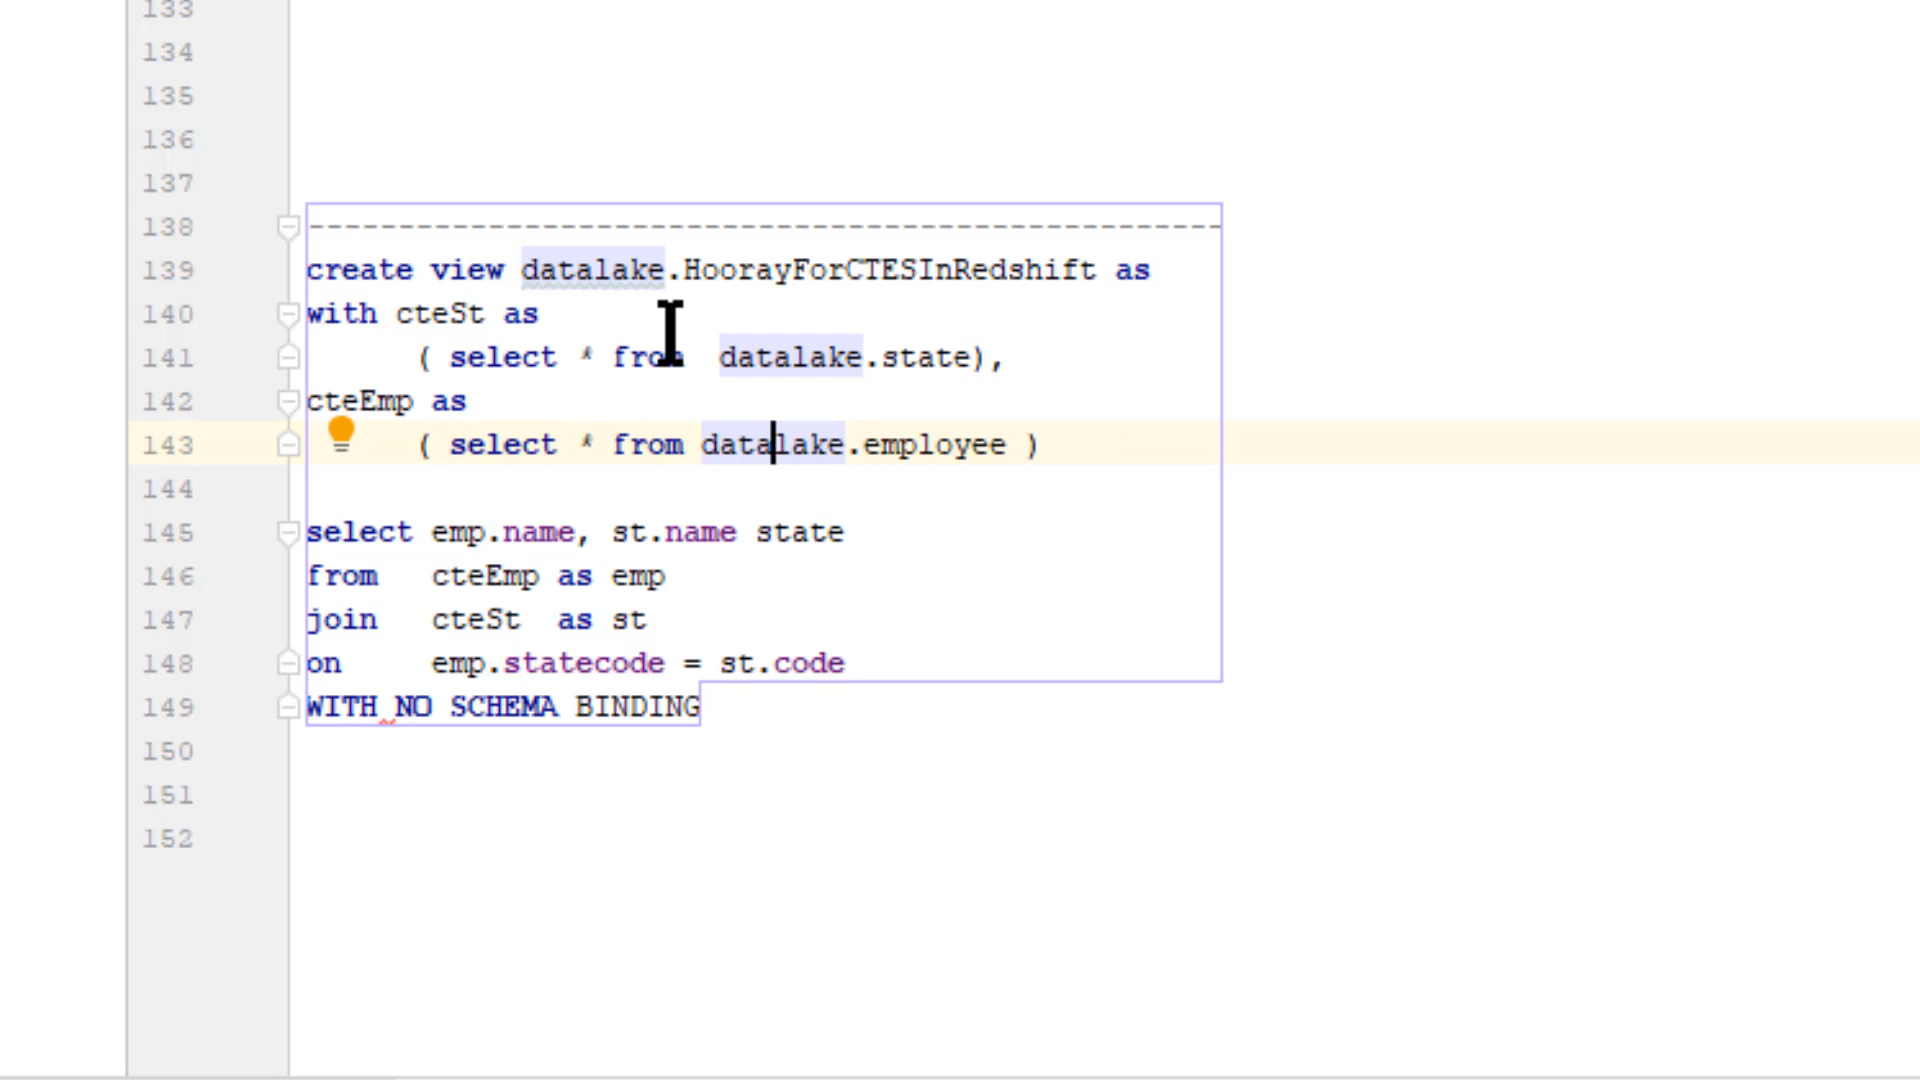 133
134
135
136
137
138 ---------------------------------------------------
139 create view datalake.HoorayForCTESInRedshift as
140 with cteSt as
141 ( select * from  datalake.state),
142 cteEmp as
143 ( select * from datalake.employee )
144
145 select emp.name, st.name state
146 from   cteEmp as emp
147 join   cteSt  as st
148 on     emp.statecode = st.code
149 WITH NO SCHEMA BINDING
150
151
152